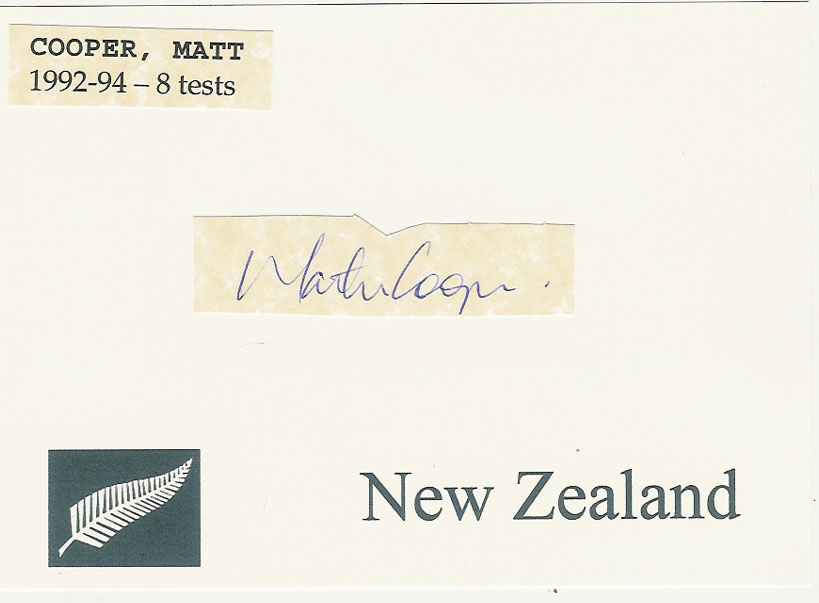 COOPER, MATT
1992-94 – 8 tests
Matthew Cooper.
New Zealand